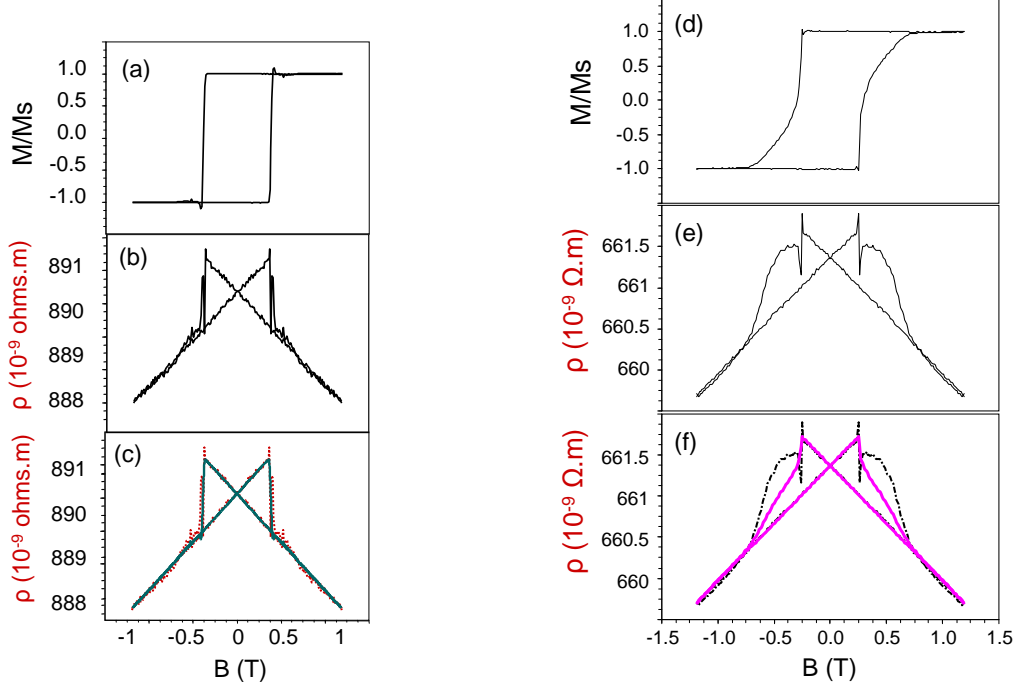 (a)
M/Ms
1.0
0.5
0.0
-0.5
-1.0
(b)
ρ (10⁻⁹ ohms.m)
891
890
889
888
(c)
ρ (10⁻⁹ ohms.m)
891
890
889
888
-1 -0.5 0 0.5 1
B (T)
(d)
M/Ms
1.0
0.5
0.0
-0.5
-1.0
(e)
ρ (10⁻⁹ Ω.m)
661.5
661
660.5
660
(f)
ρ (10⁻⁹ Ω.m)
661.5
661
660.5
660
-1.5 -1.0 -0.5 0.0 0.5 1.0 1.5
B (T)